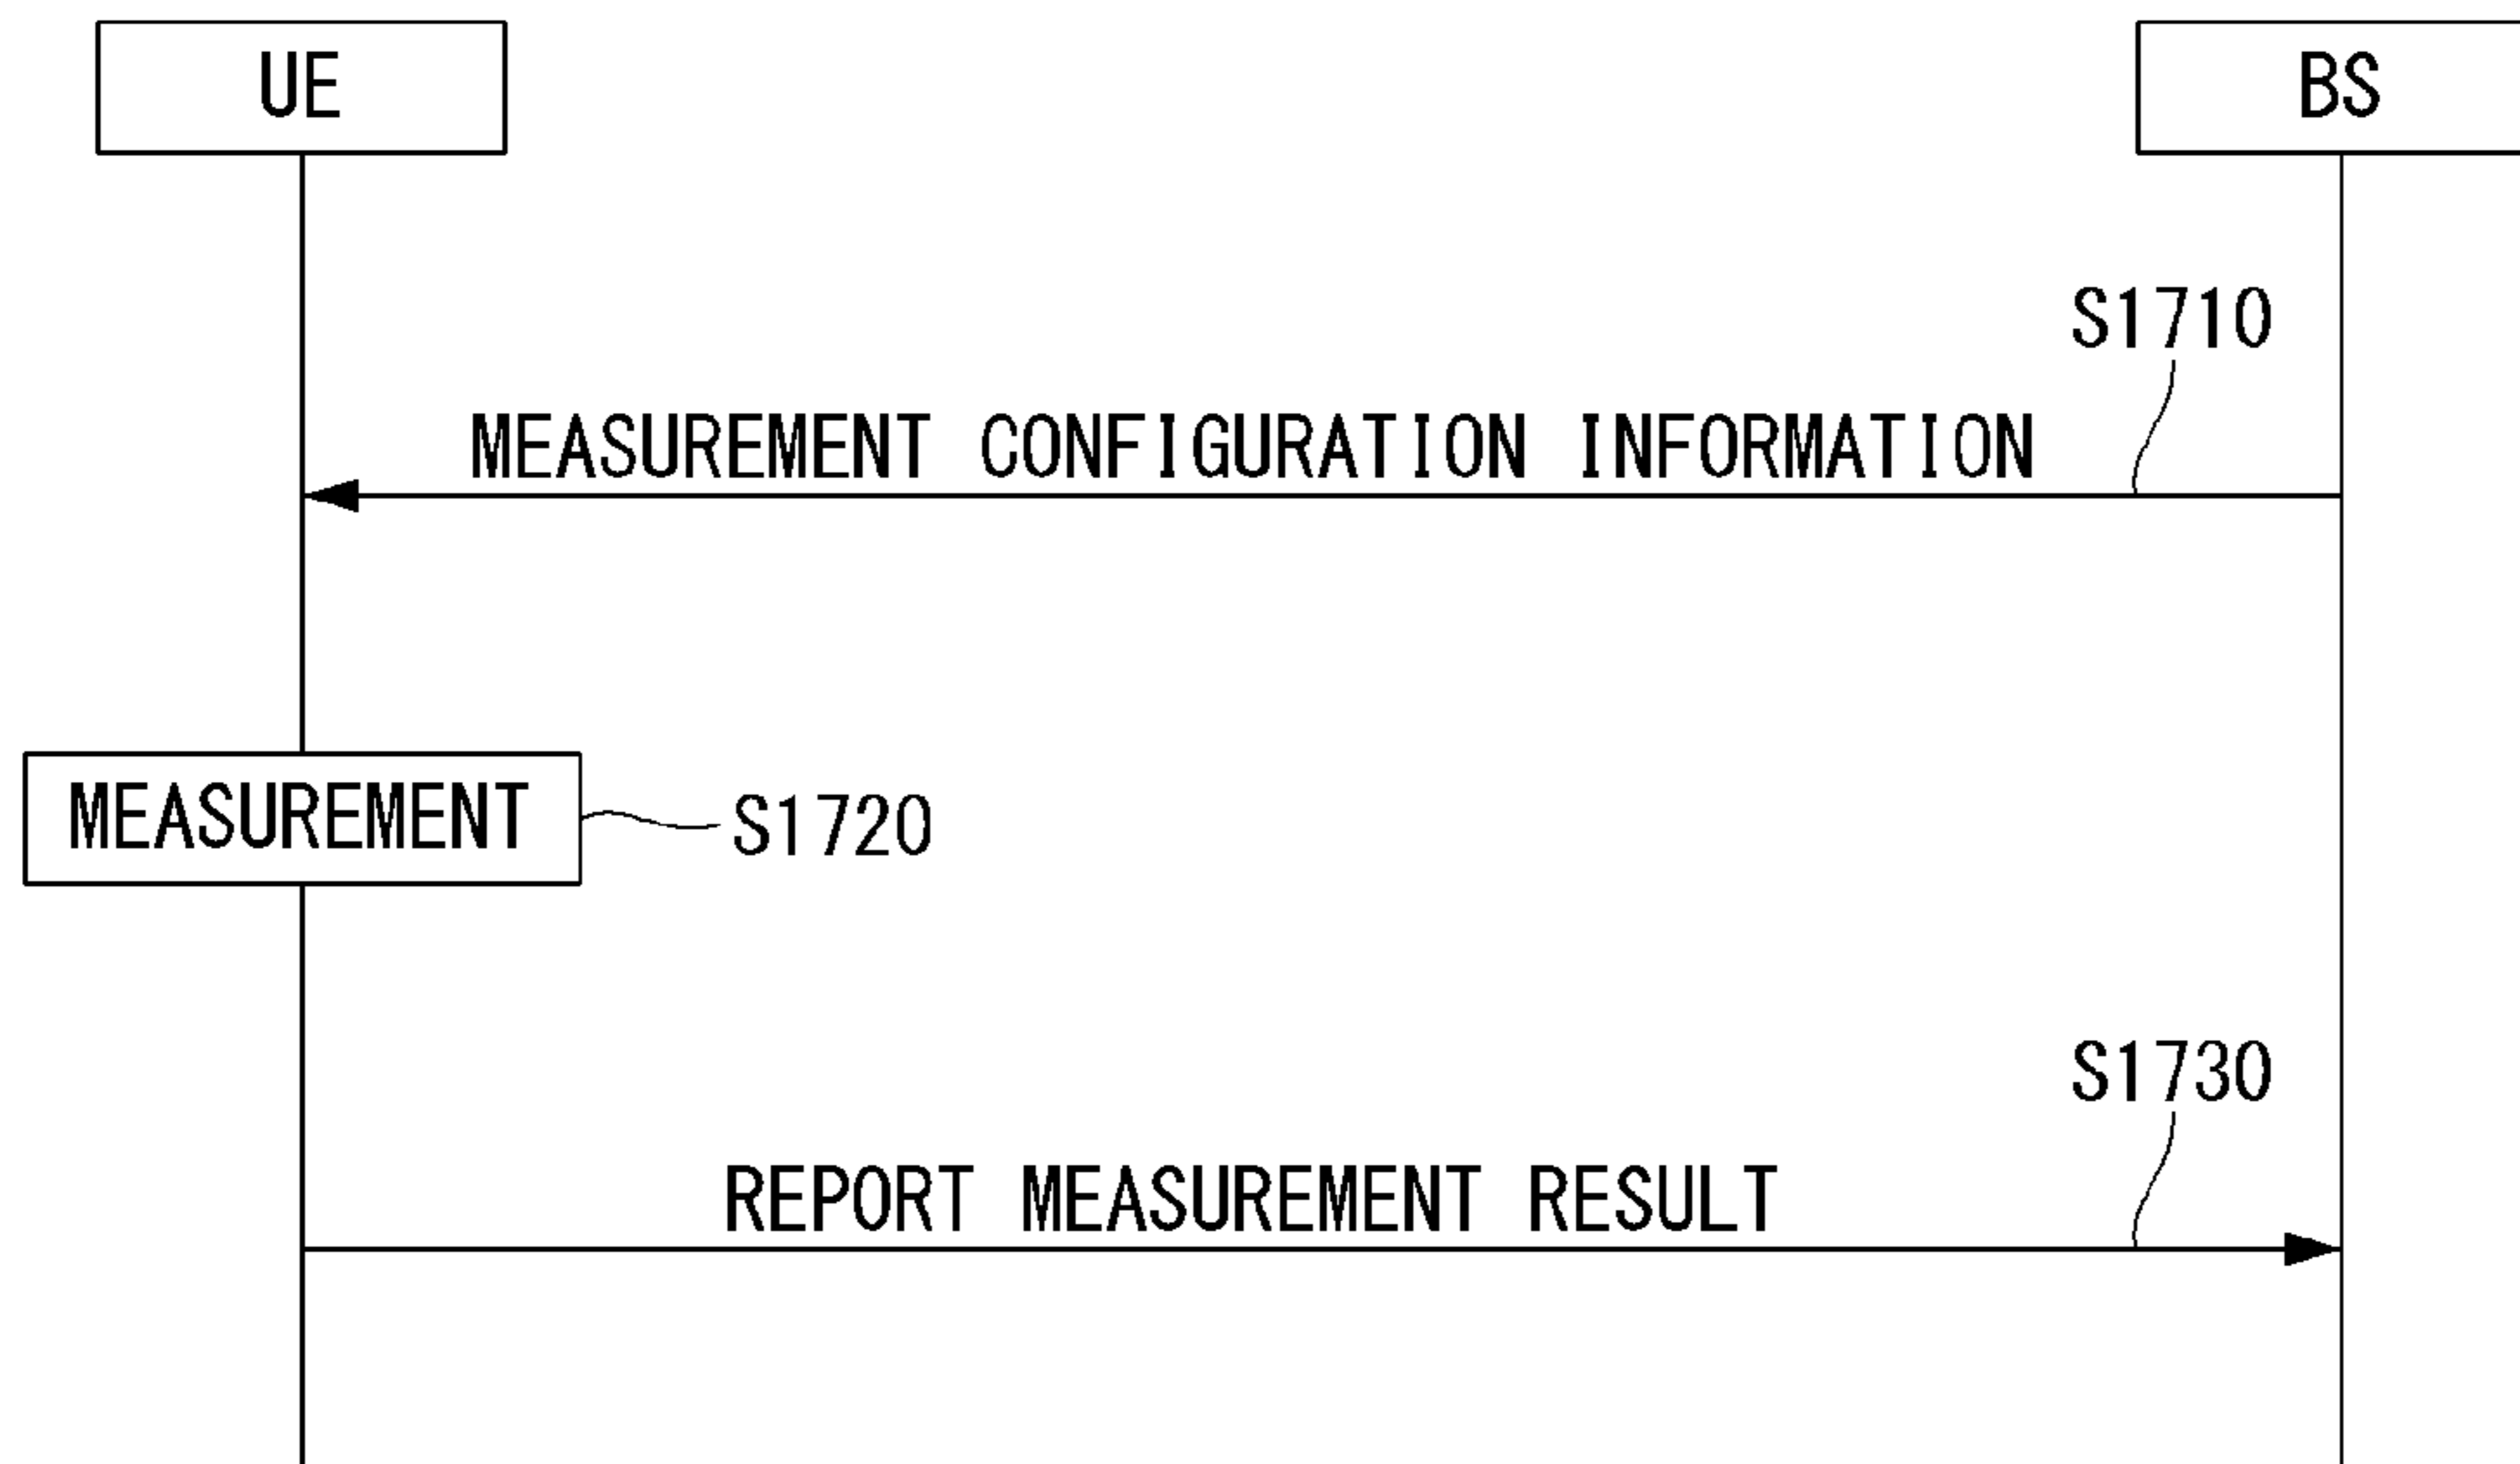 UE
BS
S1710
MEASUREMENT CONFIGURATION INFORMATION
MEASUREMENT
S1720
S1730
REPORT MEASUREMENT RESULT